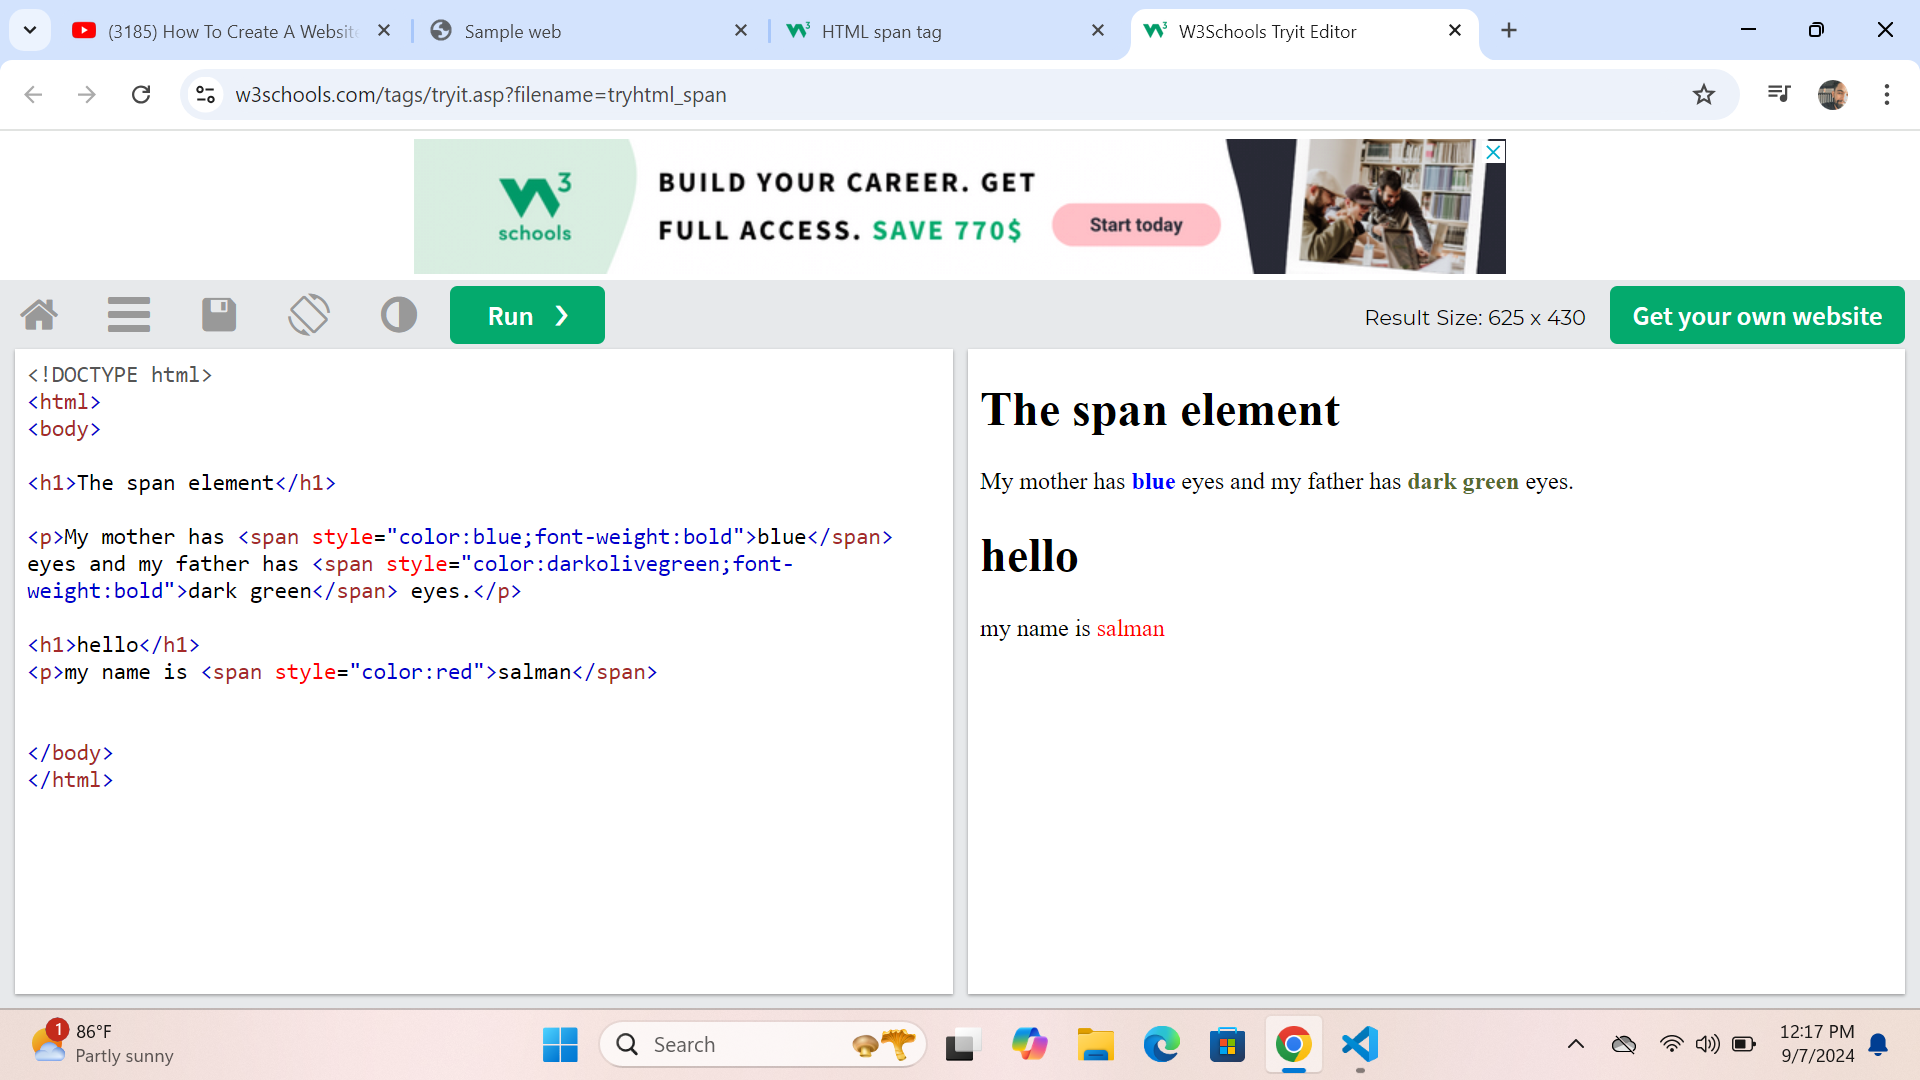 (3185) How To Create A Website
Sample web
HTML span tag
W3Schools Tryit Editor
w3schools.com/tags/tryit.asp?filename=tryhtml_span
W3
schools
BUILD YOUR CAREER. GET
FULL ACCESS. SAVE 770$
Start today
Run ❯
Result Size: 625 x 430
Get your own website
<!DOCTYPE html>
<html>
<body>
<h1>The span element</h1>
<p>My mother has <span style="color:blue;font-weight:bold">blue</span>
eyes and my father has <span style="color:darkolivegreen;font-
weight:bold">dark green</span> eyes.</p>
<h1>hello</h1>
<p>my name is <span style="color:red">salman</span>
</body>
</html>
The span element
My mother has blue eyes and my father has dark green eyes.
hello
my name is salman
1
86°F
Partly sunny
Search
12:17 PM
9/7/2024